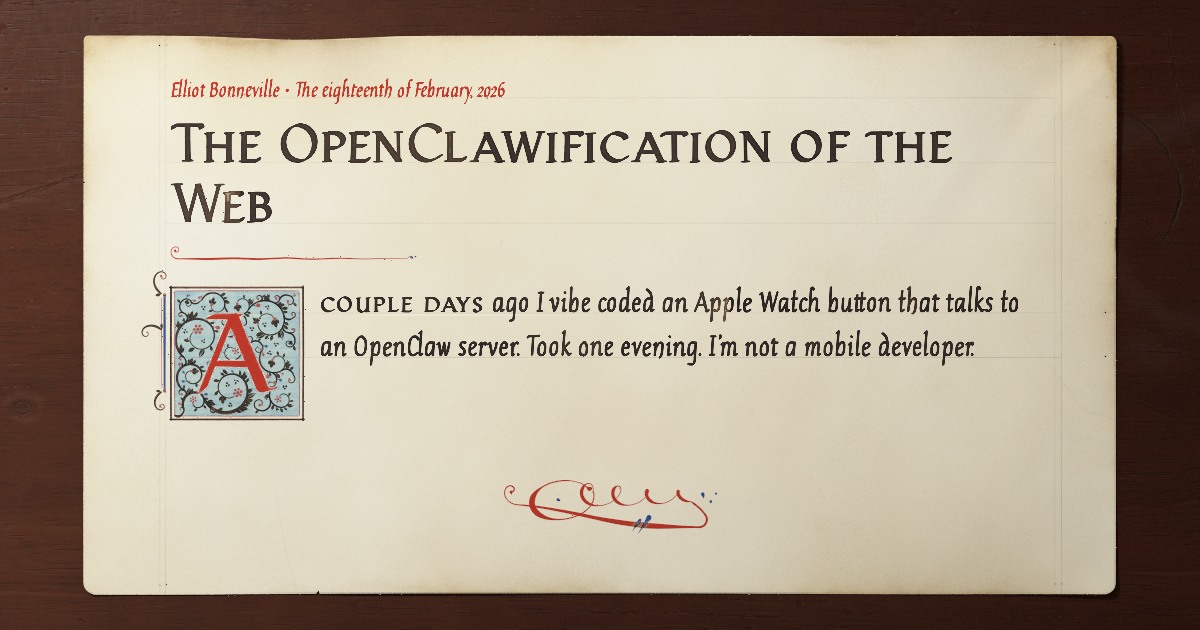 Elliot Bonneville · The eighteenth of February, 2026
The OpenClawification of the
Web
A couple days ago I vibe coded an Apple Watch button that talks to
an OpenClaw server. Took one evening. I'm not a mobile developer.